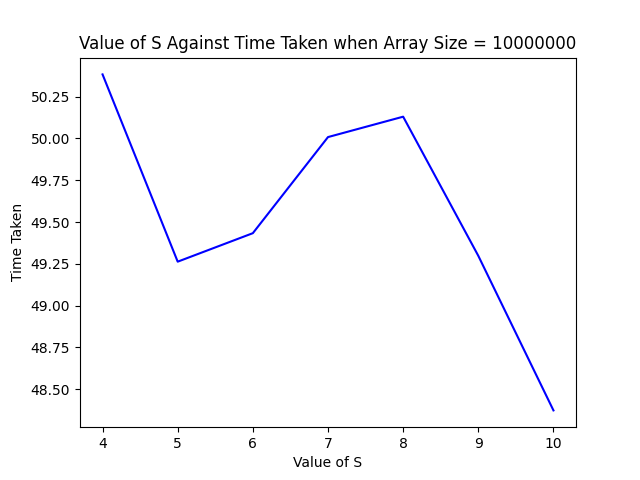 Value of S Against Time Taken when Array Size = 10000000
50.25
50.00
49.75
49.50
49.25
49.00
48.75
48.50
Time Taken
4 5 6 7 8 9 10
Value of S